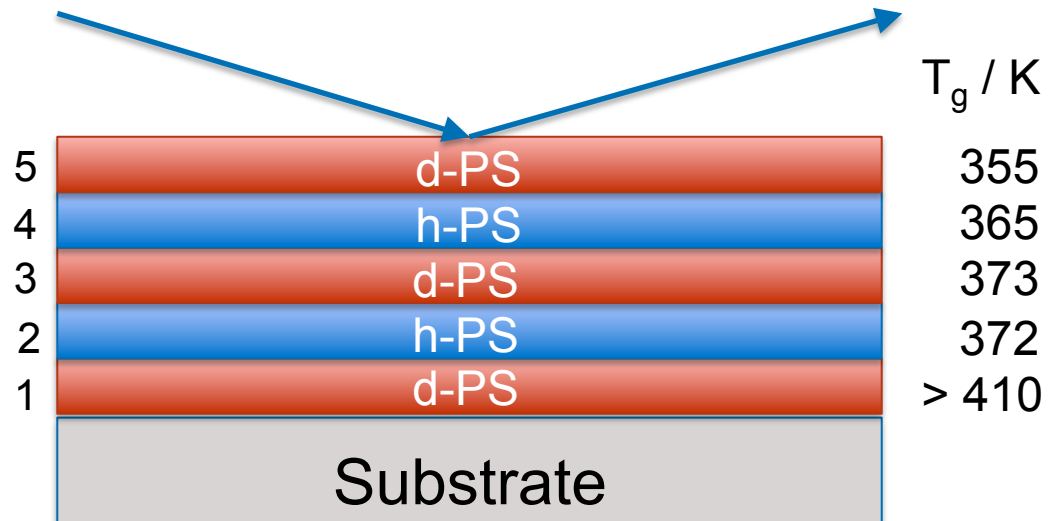 T_g / K
5 d-PS 355
4 h-PS 365
3 d-PS 373
2 h-PS 372
1 d-PS > 410
Substrate